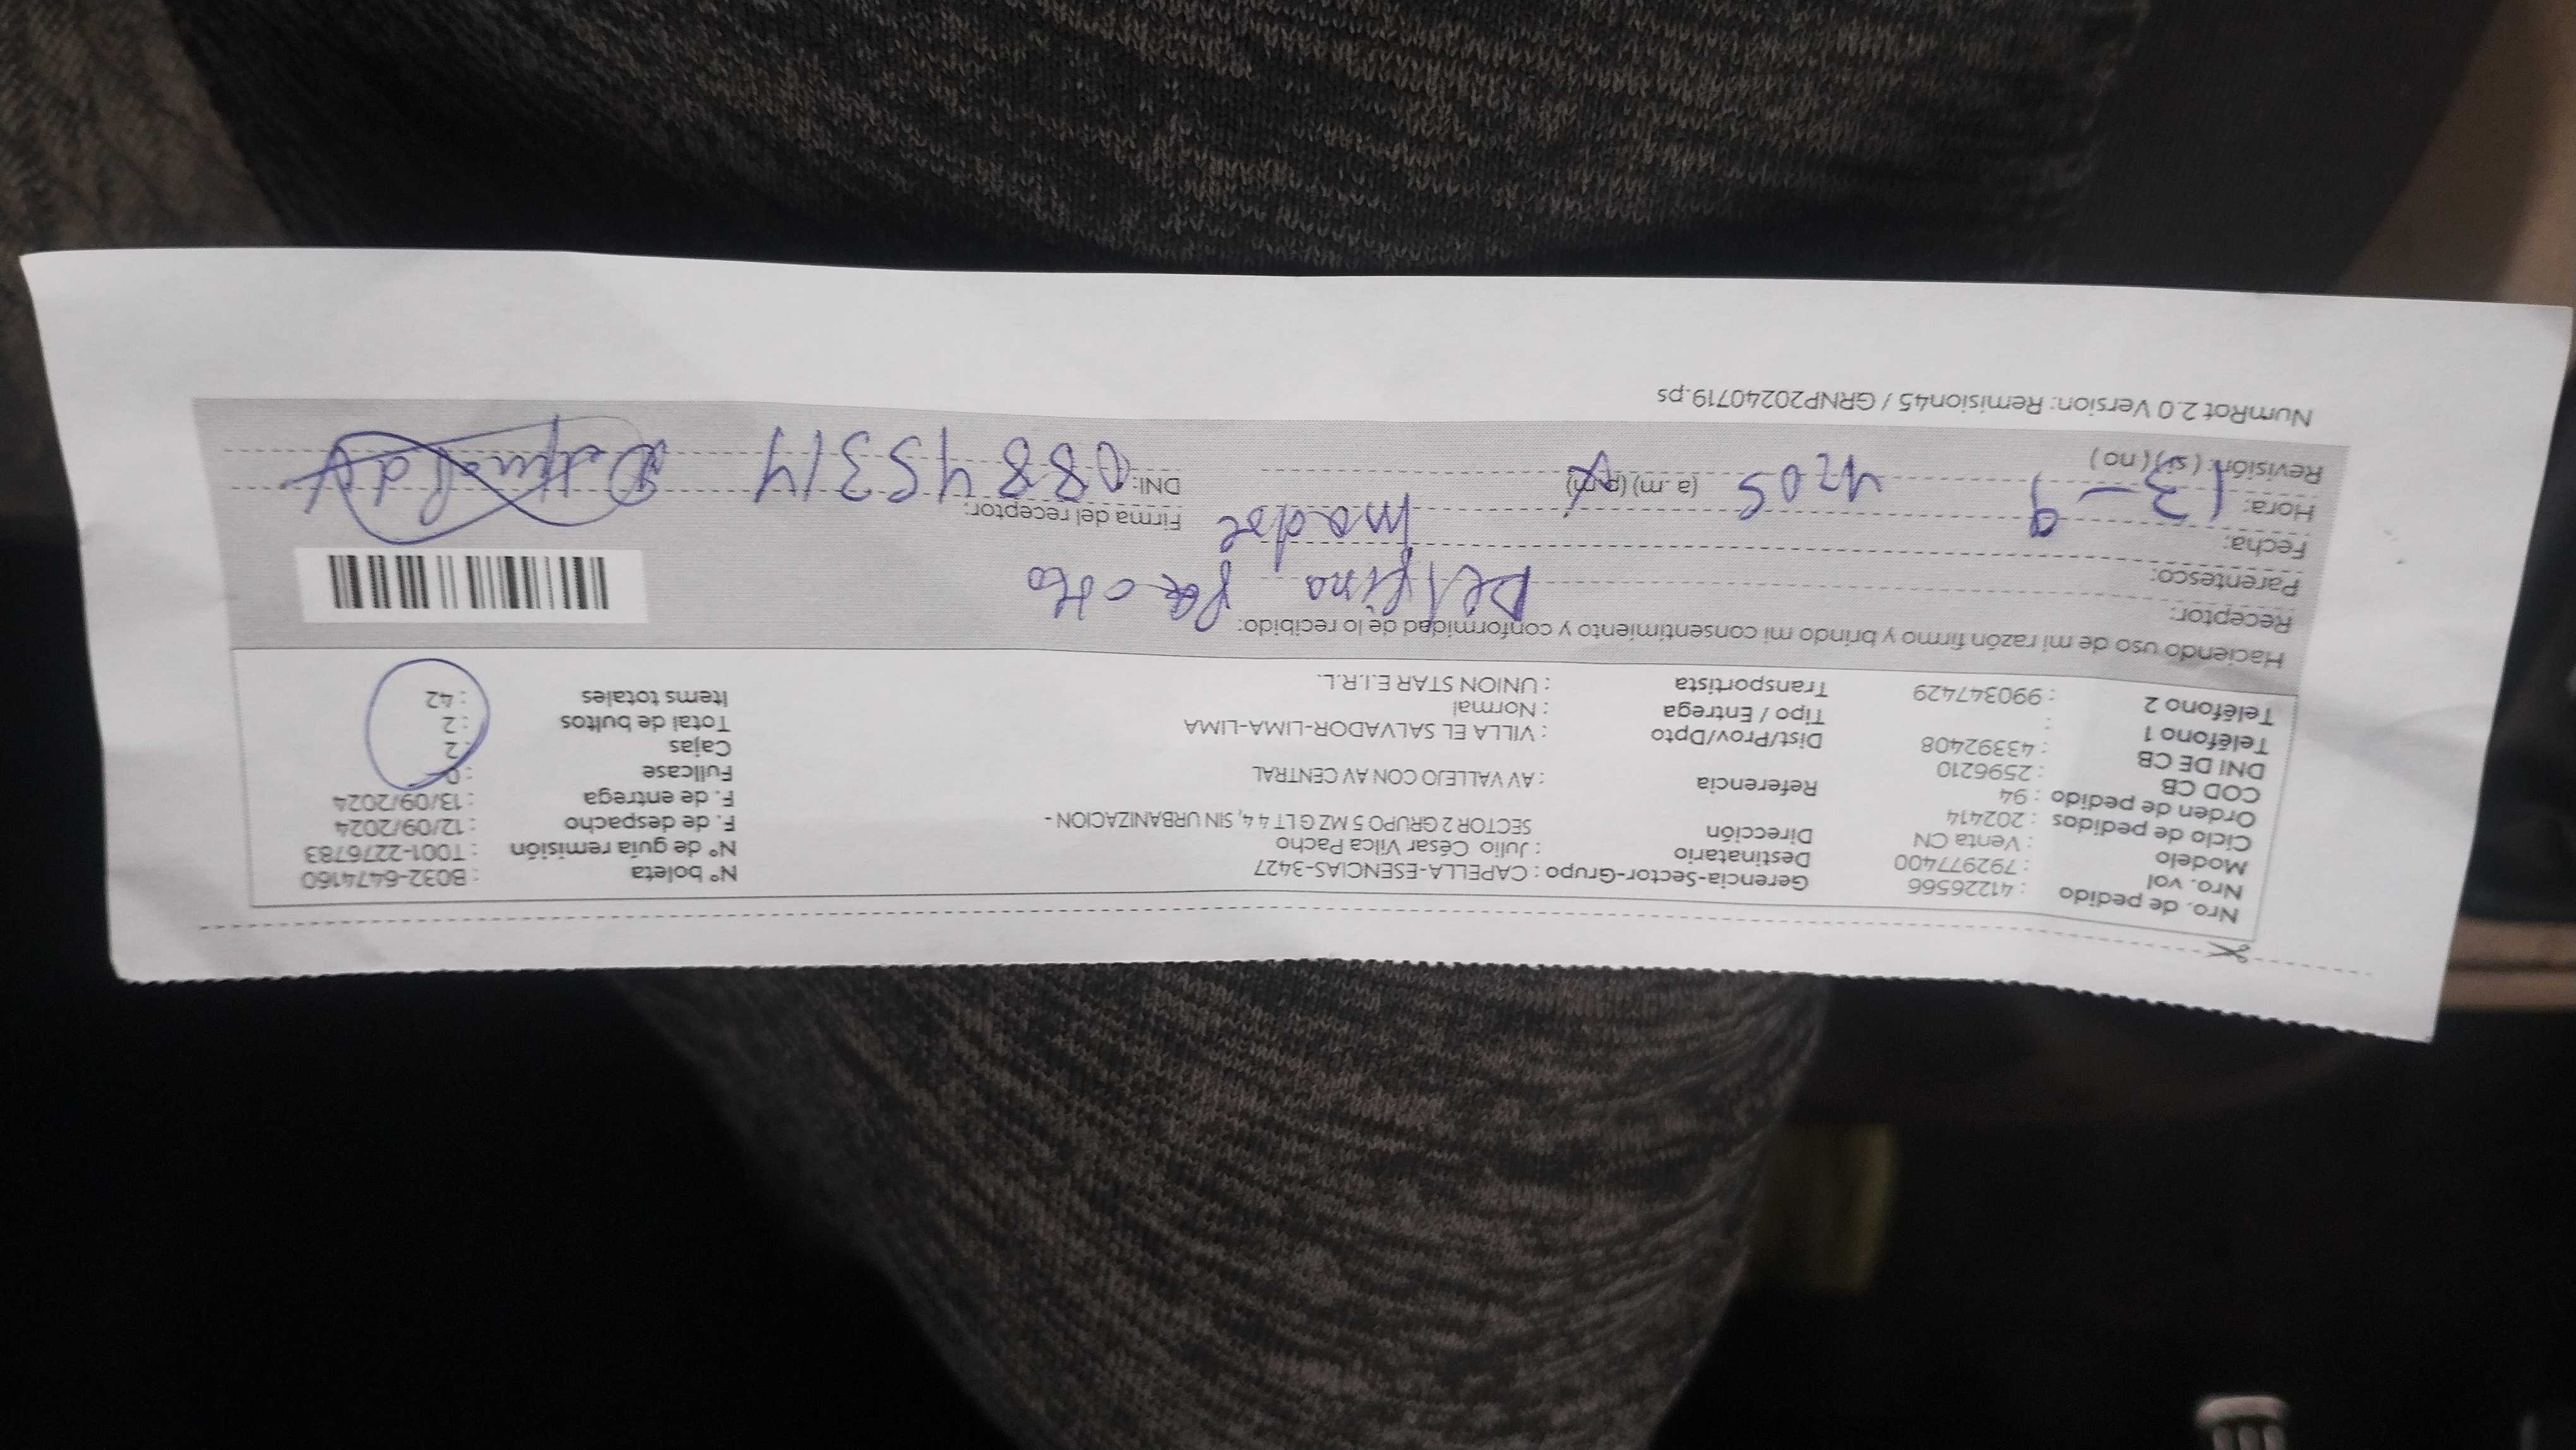 Nro. de pedido : 41226566 Gerencia-Sector-Grupo : CAPELLA-ESENCIAS-3427 Nº boleta : B032-6474160
Nro. vol : 792977400 Destinatario : Julio César Vilca Pacho Nº de guía remisión : T001-2276783
Modelo : Venta CN Dirección SECTOR 2 GRUPO 5 MZ G LT 4 4, SIN URBANIZACION - F. de despacho : 12/09/2024
Ciclo de pedidos : 202414 F. de entrega : 13/09/2024
Orden de pedido : 94 Referencia : AV VALLEJO CON AV CENTRAL Fullcase : 0
COD CB : 2596210 Cajas : 2
DNI DE CB : 43392408 Dist/Prov/Dpto : VILLA EL SALVADOR-LIMA-LIMA Total de bultos : 2
Teléfono 1 : Tipo / Entrega : Normal Items totales : 42
Teléfono 2 : 990347429 Transportista : UNION STAR E.I.R.L.
Haciendo uso de mi razón firmo y brindo mi consentimiento y conformidad de lo recibido:
Receptor: Delfina
Parentesco: madre
Fecha: 13-9
Hora: (a.m) (p.m) Firma del receptor:
Revisión: ( si ) ( no ) DNI: 08845314
NumRot 2.0 Version: Remision45 / GRNP20240719.ps